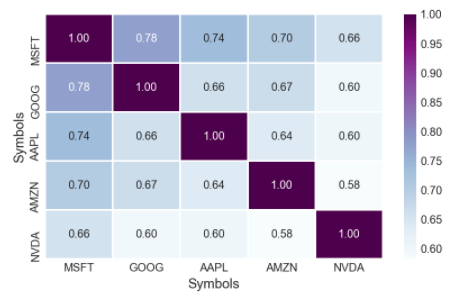 MSFT 1.00 0.78 0.74 0.70 0.66
GOOG 0.78 1.00 0.66 0.67 0.60
AAPL 0.74 0.66 1.00 0.64 0.60
AMZN 0.70 0.67 0.64 1.00 0.58
NVDA 0.66 0.60 0.60 0.58 1.00
Symbols
MSFT GOOG AAPL AMZN NVDA
Symbols
1.00
0.95
0.90
0.85
0.80
0.75
0.70
0.65
0.60